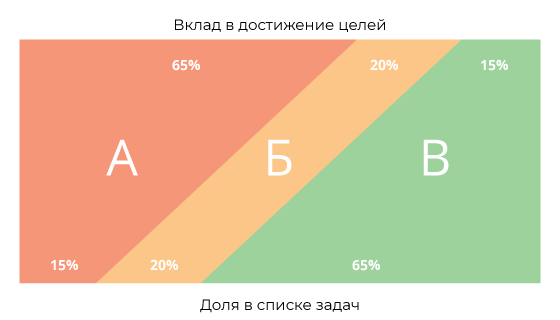 Вклад в достижение целей
65% 20% 15%
А Б В
15% 20% 65%
Доля в списке задач